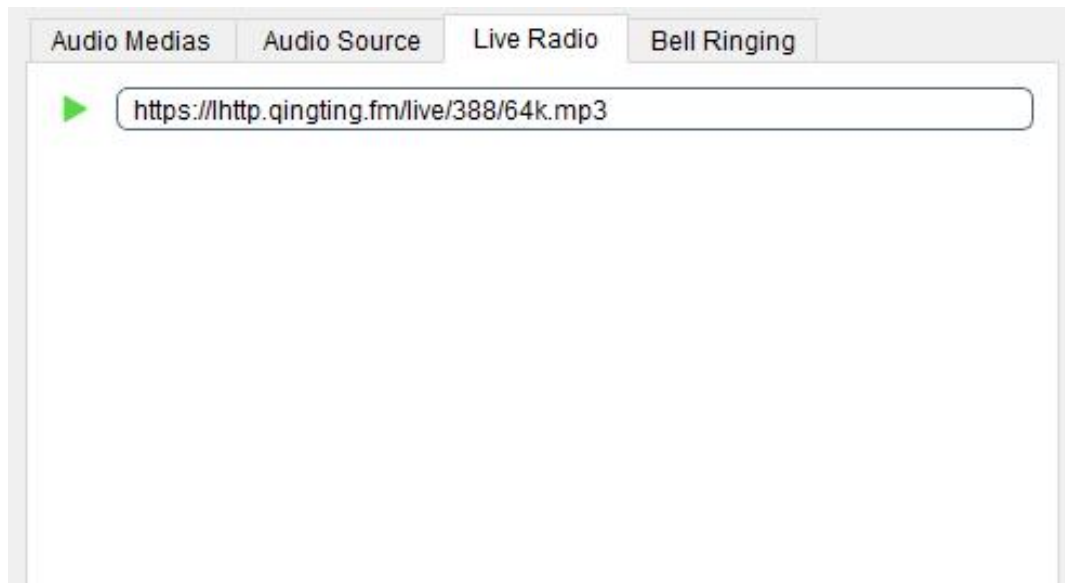 Audio Medias Audio Source Live Radio Bell Ringing
https://lhttp.qingting.fm/live/388/64k.mp3